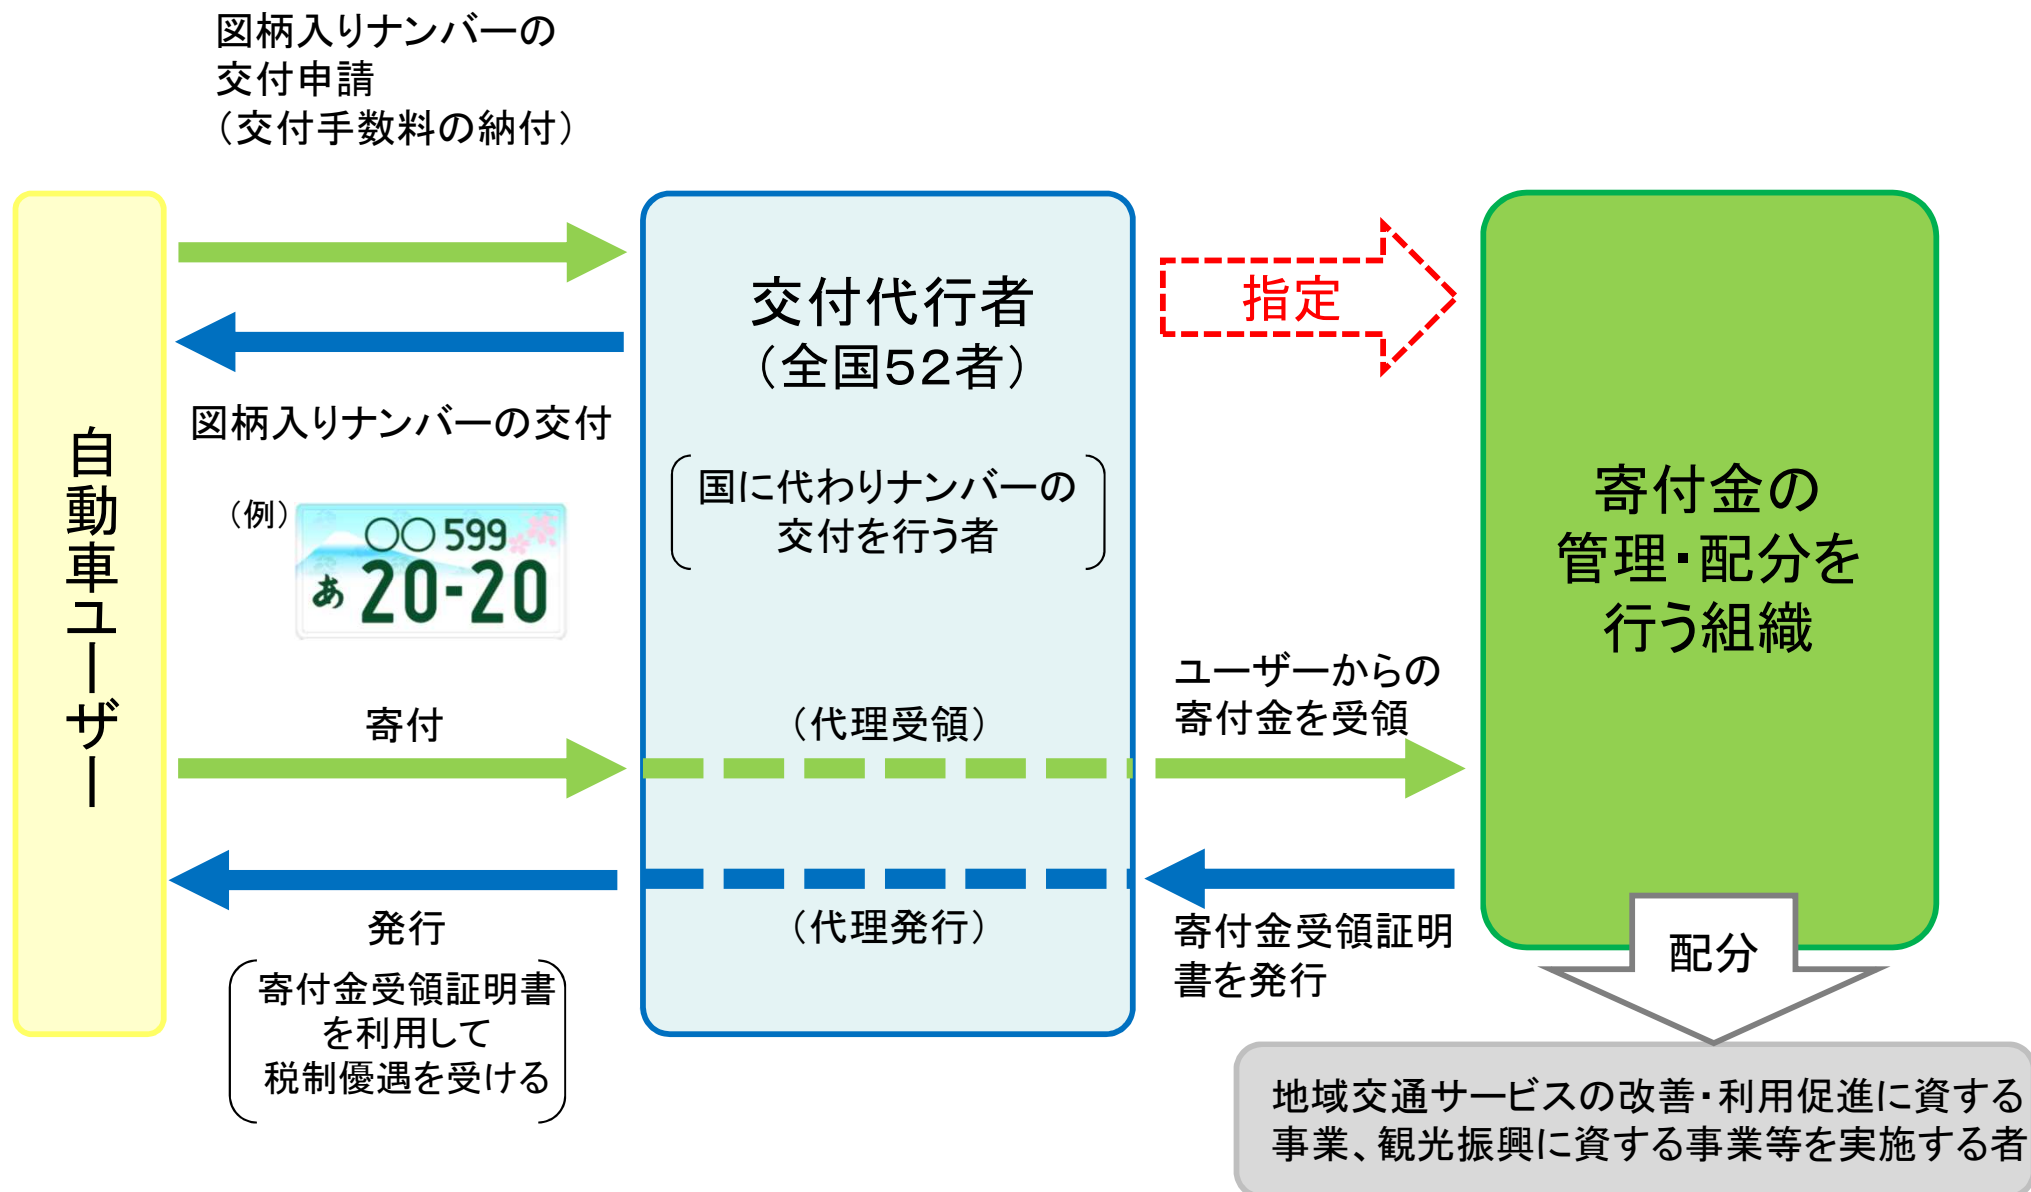 図柄入りナンバーの
交付申請
（交付手数料の納付）
自動車ユーザー
図柄入りナンバーの交付
（例）
○○ 599
あ 20-20
交付代行者
（全国52者）
国に代わりナンバーの
交付を行う者
指定
寄付金の
管理・配分を
行う組織
寄付
（代理受領）
ユーザーからの
寄付金を受領
発行
寄付金受領証明書
を利用して
税制優遇を受ける
（代理発行）
寄付金受領証明
書を発行
配分
地域交通サービスの改善・利用促進に資する
事業、観光振興に資する事業等を実施する者